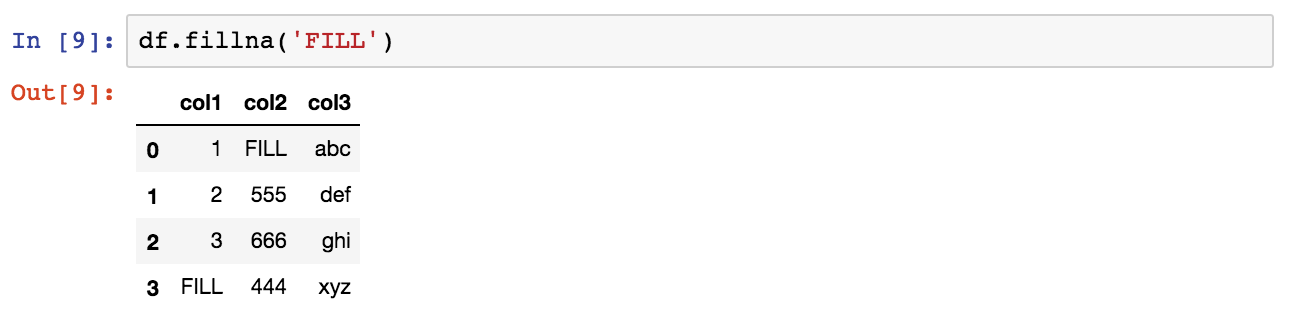 In [9]: df.fillna('FILL')
Out[9]:
col1 col2 col3
0 1 FILL abc
1 2 555 def
2 3 666 ghi
3 FILL 444 xyz